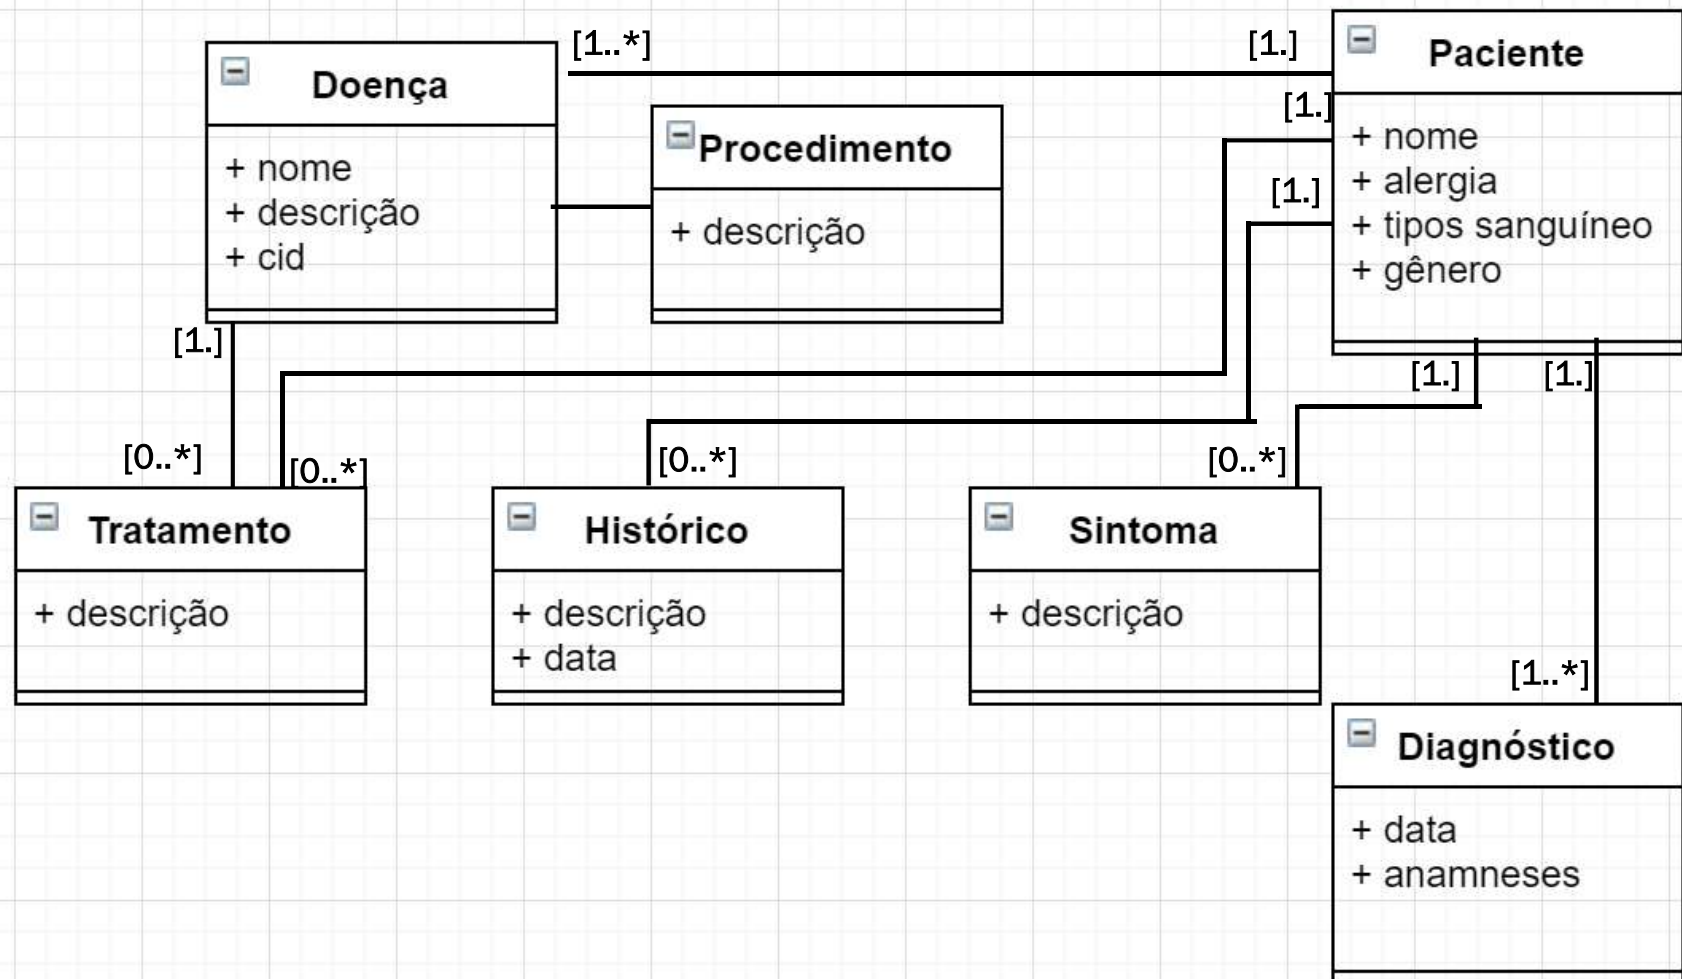 [1..*]
[1.]
Doença
+ nome
+ descrição
+ cid
Procedimento
+ descrição
Paciente
+ nome
+ alergia
+ tipos sanguíneo
+ gênero
[1.]
[1.]
[1.]
[1.]
[1.]
[0..*]
[0..*]
[0..*]
[0..*]
Tratamento
+ descrição
Histórico
+ descrição
+ data
Sintoma
+ descrição
[1..*]
Diagnóstico
+ data
+ anamneses